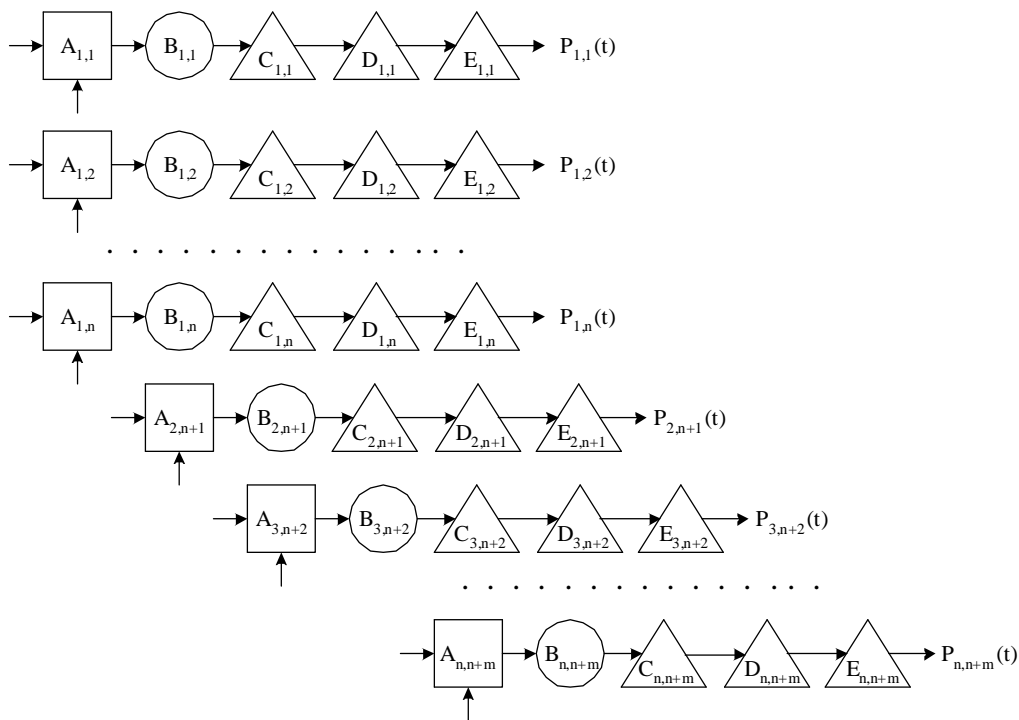 A1,1 B1,1 C1,1 D1,1 E1,1 P1,1(t)
A1,2 B1,2 C1,2 D1,2 E1,2 P1,2(t)
. . . . . . . . . . . . . . . .
A1,n B1,n C1,n D1,n E1,n P1,n(t)
A2,n+1 B2,n+1 C2,n+1 D2,n+1 E2,n+1 P2,n+1(t)
A3,n+2 B3,n+2 C3,n+2 D3,n+2 E3,n+2 P3,n+2(t)
. . . . . . . . . . . . . . . .
An,n+m Bn,n+m Cn,n+m Dn,n+m En,n+m Pn,n+m(t)